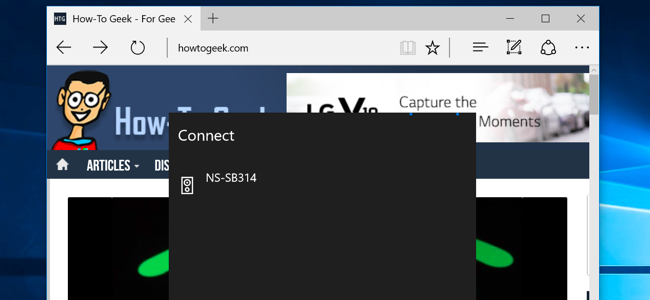 HTG How-To Geek - For Gee
howtogeek.com
How-To Geek
LG V10
Capture the
Moments
Connect
ARTICLES
DIS
NS-SB314